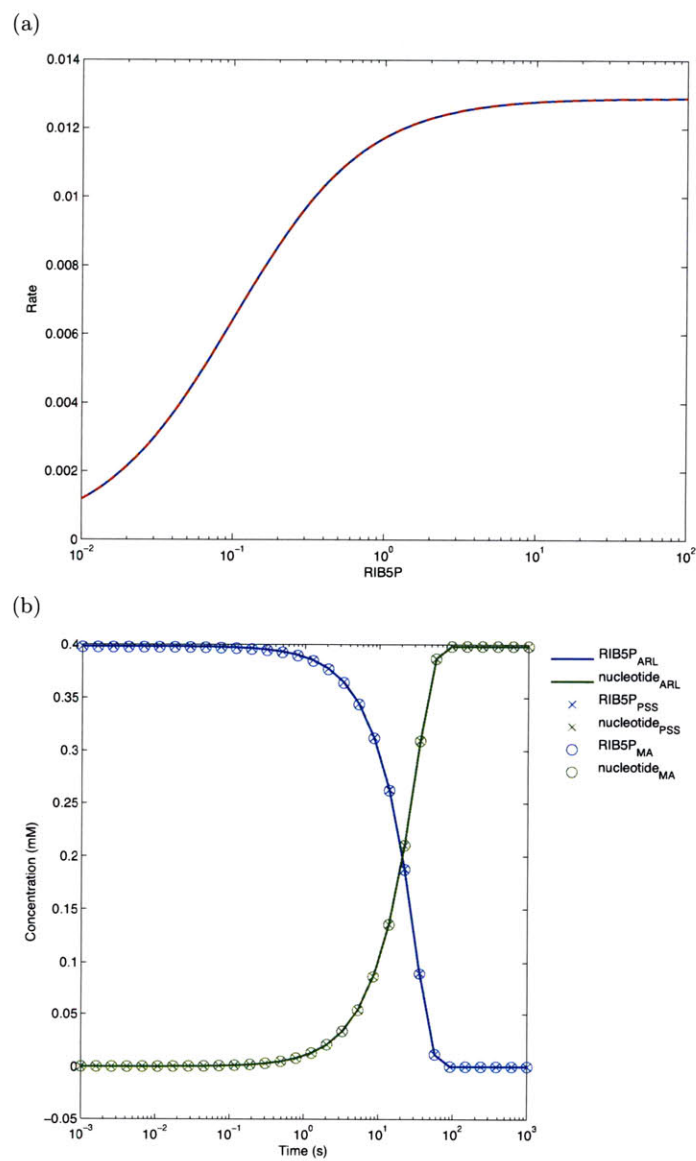 (a)
0.014
0.012
0.01
0.008
0.006
0.004
0.002
0
Rate
10^-2
10^-1
10^0
10^1
10^2
RIB5P
(b)
0.4
0.35
0.3
0.25
0.2
0.15
0.1
0.05
0
-0.05
Concentration (mM)
10^-3
10^-2
10^-1
10^0
10^1
10^2
10^3
Time (s)
RIB5P_ARL
nucleotide_ARL
RIB5P_PSS
nucleotide_PSS
RIB5P_MA
nucleotide_MA